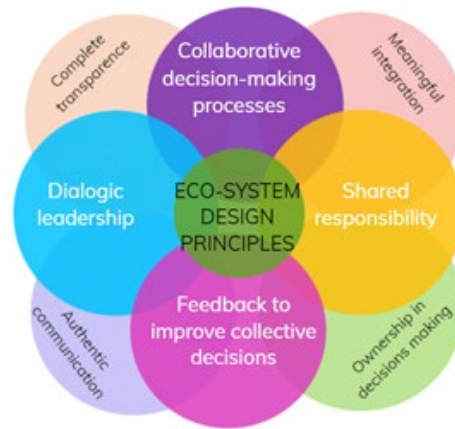 Complete
transparence
Collaborative
decision-making
processes
Meaningful
integration
Dialogic
leadership
ECO-SYSTEM
DESIGN
PRINCIPLES
Shared
responsibility
Authentic
communication
Feedback to
improve collective
decisions
Ownership in
decisions making